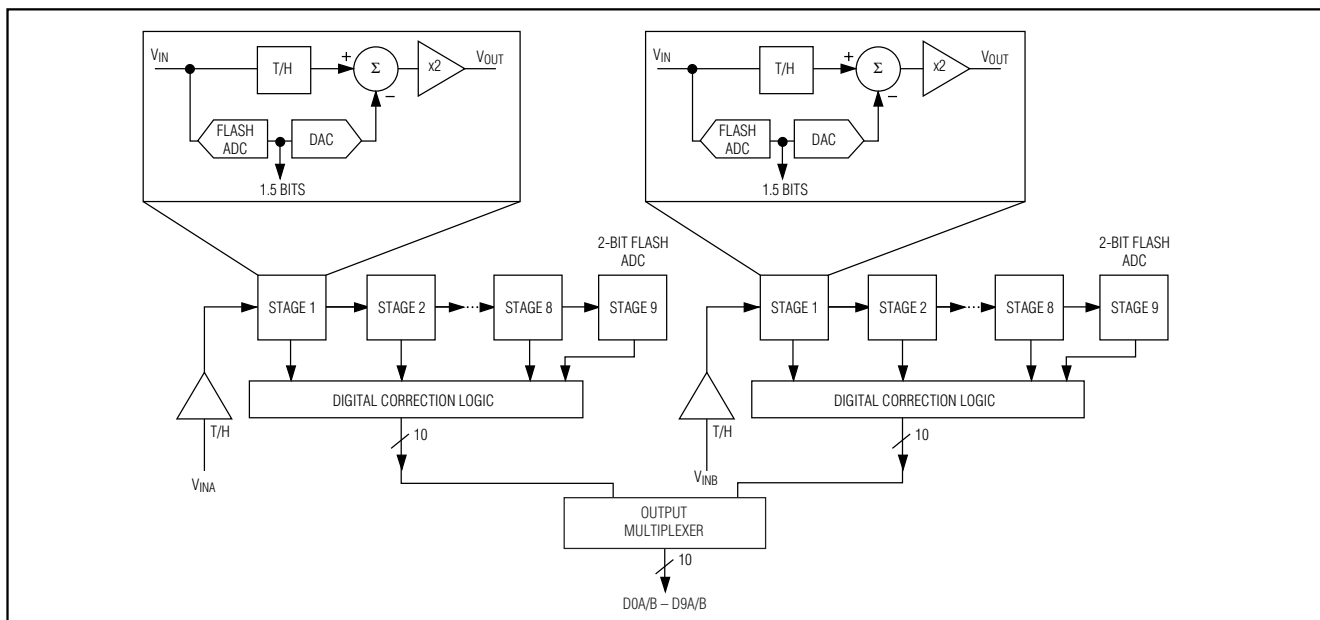 VIN
T/H
+
Σ
–
x2
VOUT
FLASH
ADC
DAC
1.5 BITS
VIN
T/H
+
Σ
–
x2
VOUT
FLASH
ADC
DAC
1.5 BITS
2-BIT FLASH
ADC
STAGE 1
STAGE 2
STAGE 8
STAGE 9
DIGITAL CORRECTION LOGIC
T/H
VINA
10
2-BIT FLASH
ADC
STAGE 1
STAGE 2
STAGE 8
STAGE 9
DIGITAL CORRECTION LOGIC
T/H
VINB
10
OUTPUT
MULTIPLEXER
10
D0A/B – D9A/B